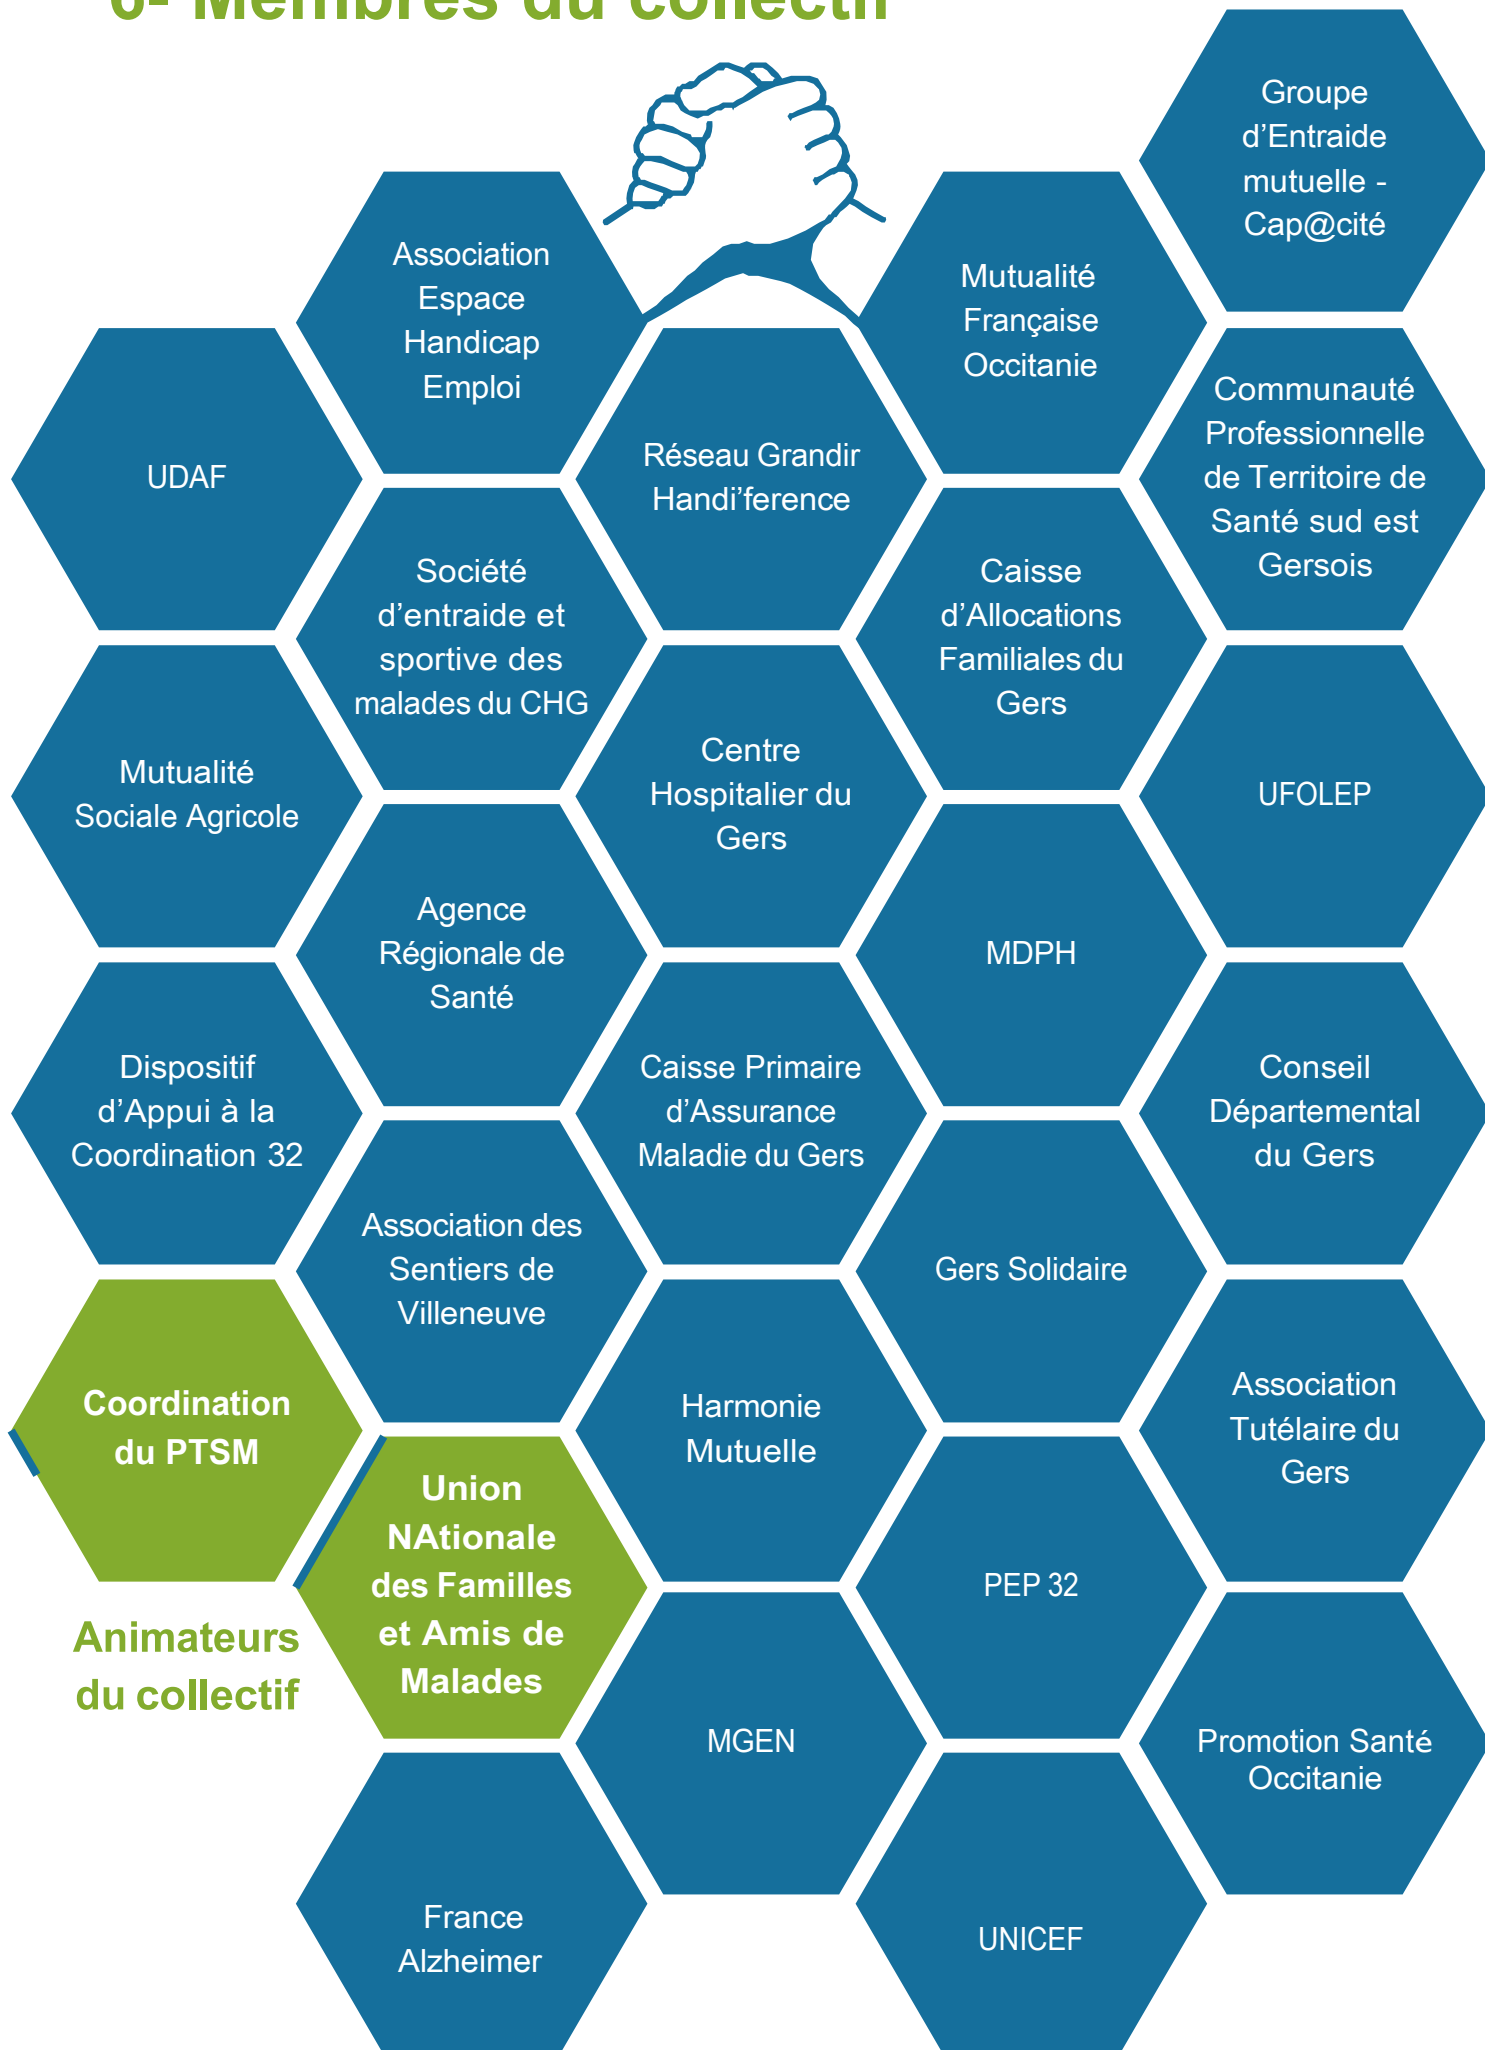 6- Membres du collectif
Groupe
d’Entraide
mutuelle -
Cap@cité
Association
Espace
Handicap
Emploi
Mutualité
Française
Occitanie
UDAF
Réseau Grandir
Handi’ference
Communauté
Professionnelle
de Territoire de
Santé sud est
Gersois
Société
d’entraide et
sportive des
malades du CHG
Caisse
d’Allocations
Familiales du
Gers
Mutualité
Sociale Agricole
Centre
Hospitalier du
Gers
UFOLEP
Agence
Régionale de
Santé
MDPH
Dispositif
d’Appui à la
Coordination 32
Caisse Primaire
d’Assurance
Maladie du Gers
Conseil
Départemental
du Gers
Association des
Sentiers de
Villeneuve
Gers Solidaire
Coordination
du PTSM
Harmonie
Mutuelle
Association
Tutélaire du
Gers
Union
NAtionale
des Familles
et Amis de
Malades
PEP 32
Animateurs
du collectif
MGEN
Promotion Santé
Occitanie
France
Alzheimer
UNICEF